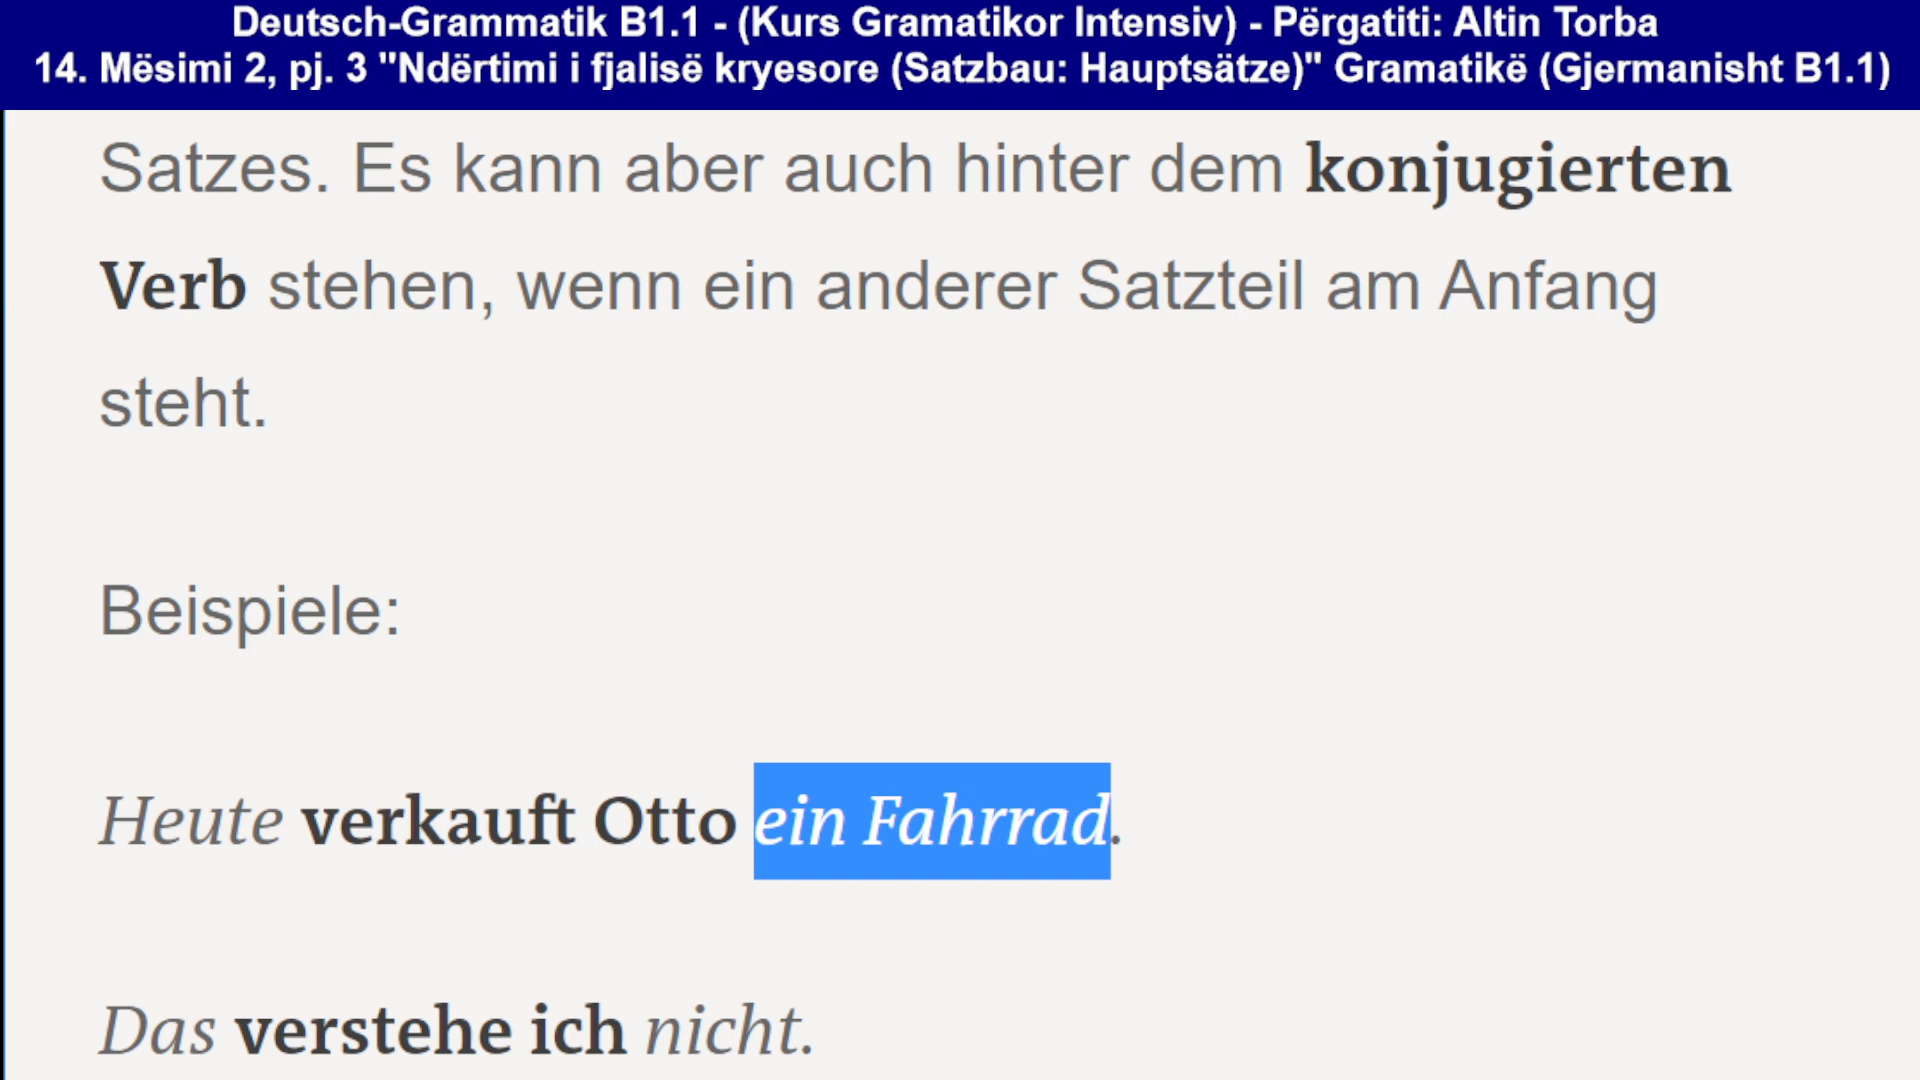 Deutsch-Grammatik B1.1 - (Kurs Gramatikor Intensiv) - Përgatiti: Altin Torba
14. Mësimi 2, pj. 3 "Ndërtimi i fjalisë kryesore (Satzbau: Hauptsätze)" Gramatikë (Gjermanisht B1.1)
Satzes. Es kann aber auch hinter dem konjugierten
Verb stehen, wenn ein anderer Satzteil am Anfang
steht.
Beispiele:
Heute verkauft Otto ein Fahrrad.
Das verstehe ich nicht.